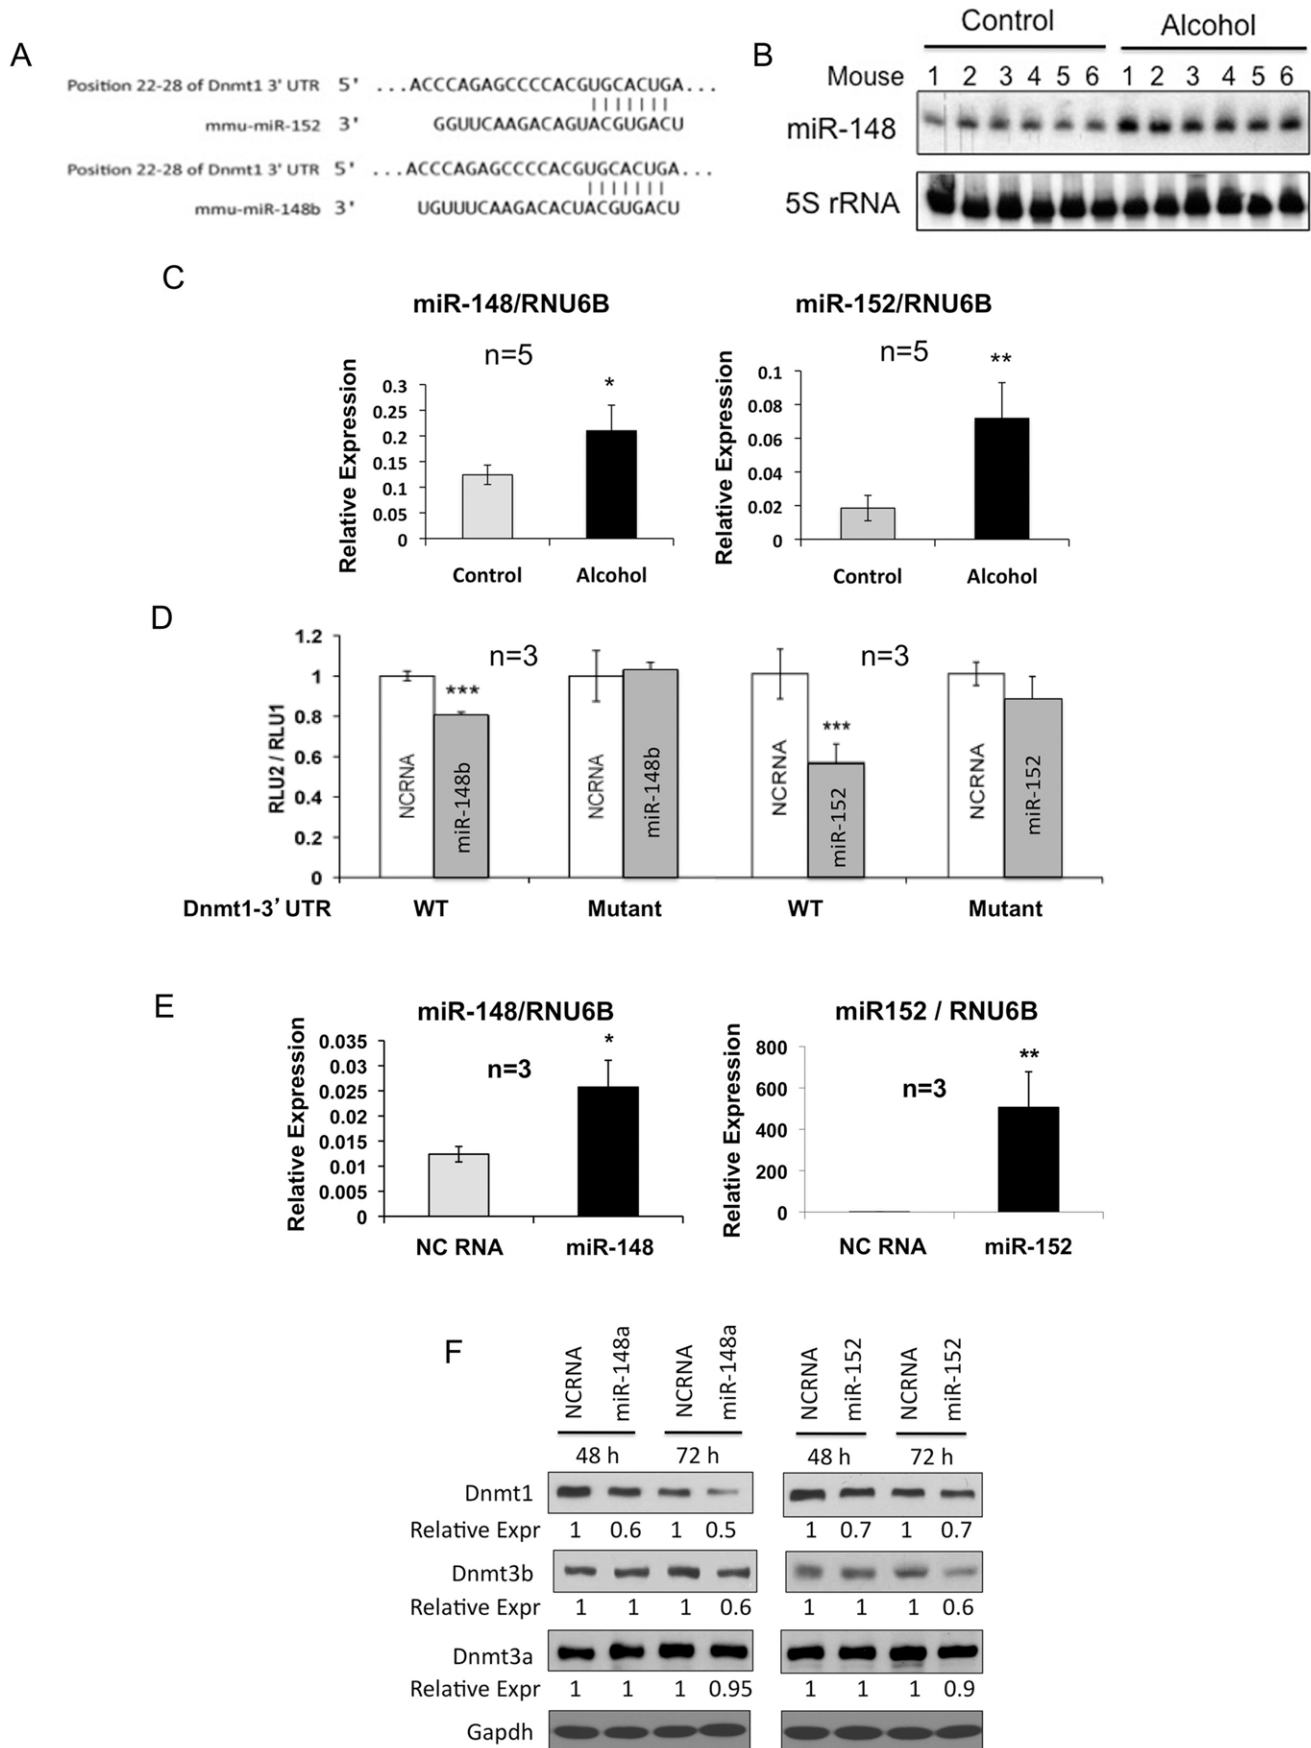 A
Position 22-28 of Dnmt1 3' UTR 5' ...ACCCAGAGCCCCACGUGCACUGA...
mmu-miR-152 3' GGUUCAAGACAGUACGUGACU
Position 22-28 of Dnmt1 3' UTR 5' ...ACCCAGAGCCCCACGUGCACUGA...
mmu-miR-148b 3' UGUUUCAAGACACUACGUGACU
B
Control Alcohol
Mouse 1 2 3 4 5 6 1 2 3 4 5 6
miR-148
5S rRNA
C
miR-148/RNU6B
n=5
*
Relative Expression
0.3
0.25
0.2
0.15
0.1
0.05
0
Control Alcohol
miR-152/RNU6B
n=5
**
Relative Expression
0.1
0.08
0.06
0.04
0.02
0
Control Alcohol
D
RLU2 / RLU1
1.2
1
0.8
0.6
0.4
0.2
0
n=3 n=3
*** ***
NCRNA miR-148b NCRNA miR-148b NCRNA miR-152 NCRNA miR-152
Dnmt1-3' UTR WT Mutant WT Mutant
E
miR-148/RNU6B
n=3
*
Relative Expression
0.035
0.03
0.025
0.02
0.015
0.01
0.005
0
NC RNA miR-148
miR152 / RNU6B
n=3
**
Relative Expression
800
600
400
200
0
NC RNA miR-152
F
NCRNA miR-148a NCRNA miR-148a NCRNA miR-152 NCRNA miR-152
48 h 72 h 48 h 72 h
Dnmt1
Relative Expr 1 0.6 1 0.5 1 0.7 1 0.7
Dnmt3b
Relative Expr 1 1 1 0.6 1 1 1 0.6
Dnmt3a
Relative Expr 1 1 1 0.95 1 1 1 0.9
Gapdh